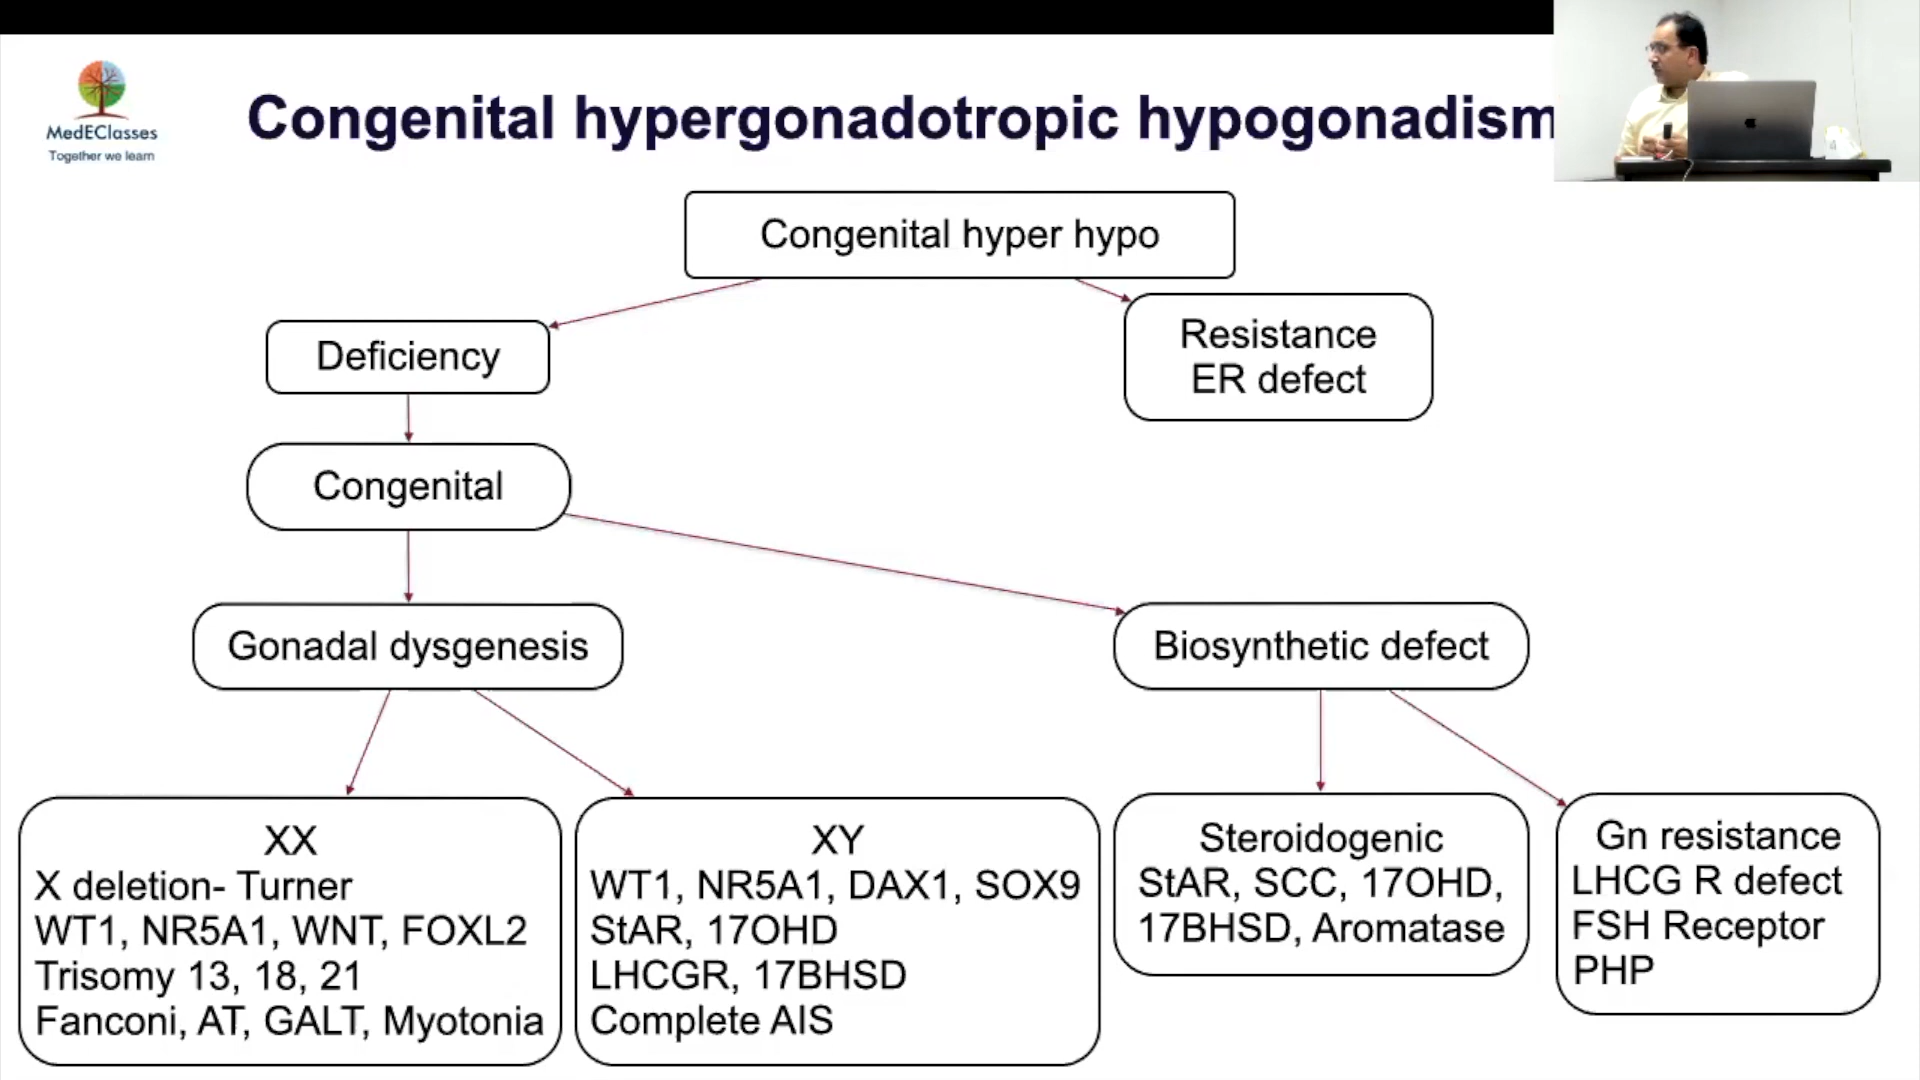 MedEClasses
Together we learn
Congenital hypergonadotropic hypogonadism
Congenital hyper hypo
Deficiency
Resistance
ER defect
Congenital
Gonadal dysgenesis
Biosynthetic defect
XX
X deletion- Turner
WT1, NR5A1, WNT, FOXL2
Trisomy 13, 18, 21
Fanconi, AT, GALT, Myotonia
XY
WT1, NR5A1, DAX1, SOX9
StAR, 17OHD
LHCGR, 17BHSD
Complete AIS
Steroidogenic
StAR, SCC, 17OHD,
17BHSD, Aromatase
Gn resistance
LHCG R defect
FSH Receptor
PHP